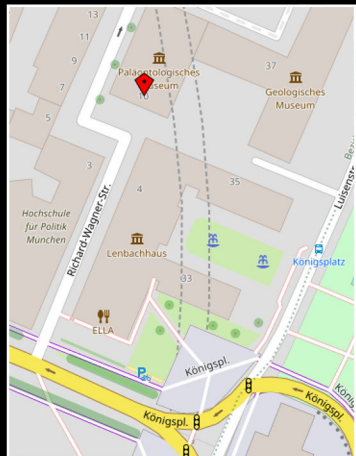 13
11
9
7
5
Paläontologisches
Museum
10
37
Geologisches
Museum
3
4
35
Luisenstr
Richard-Wagner-Str.
Hochschule
für Politik
München
Lenbachhaus
Königsplatz
33
ELLA
Königspl.
Königspl.
Königspl.